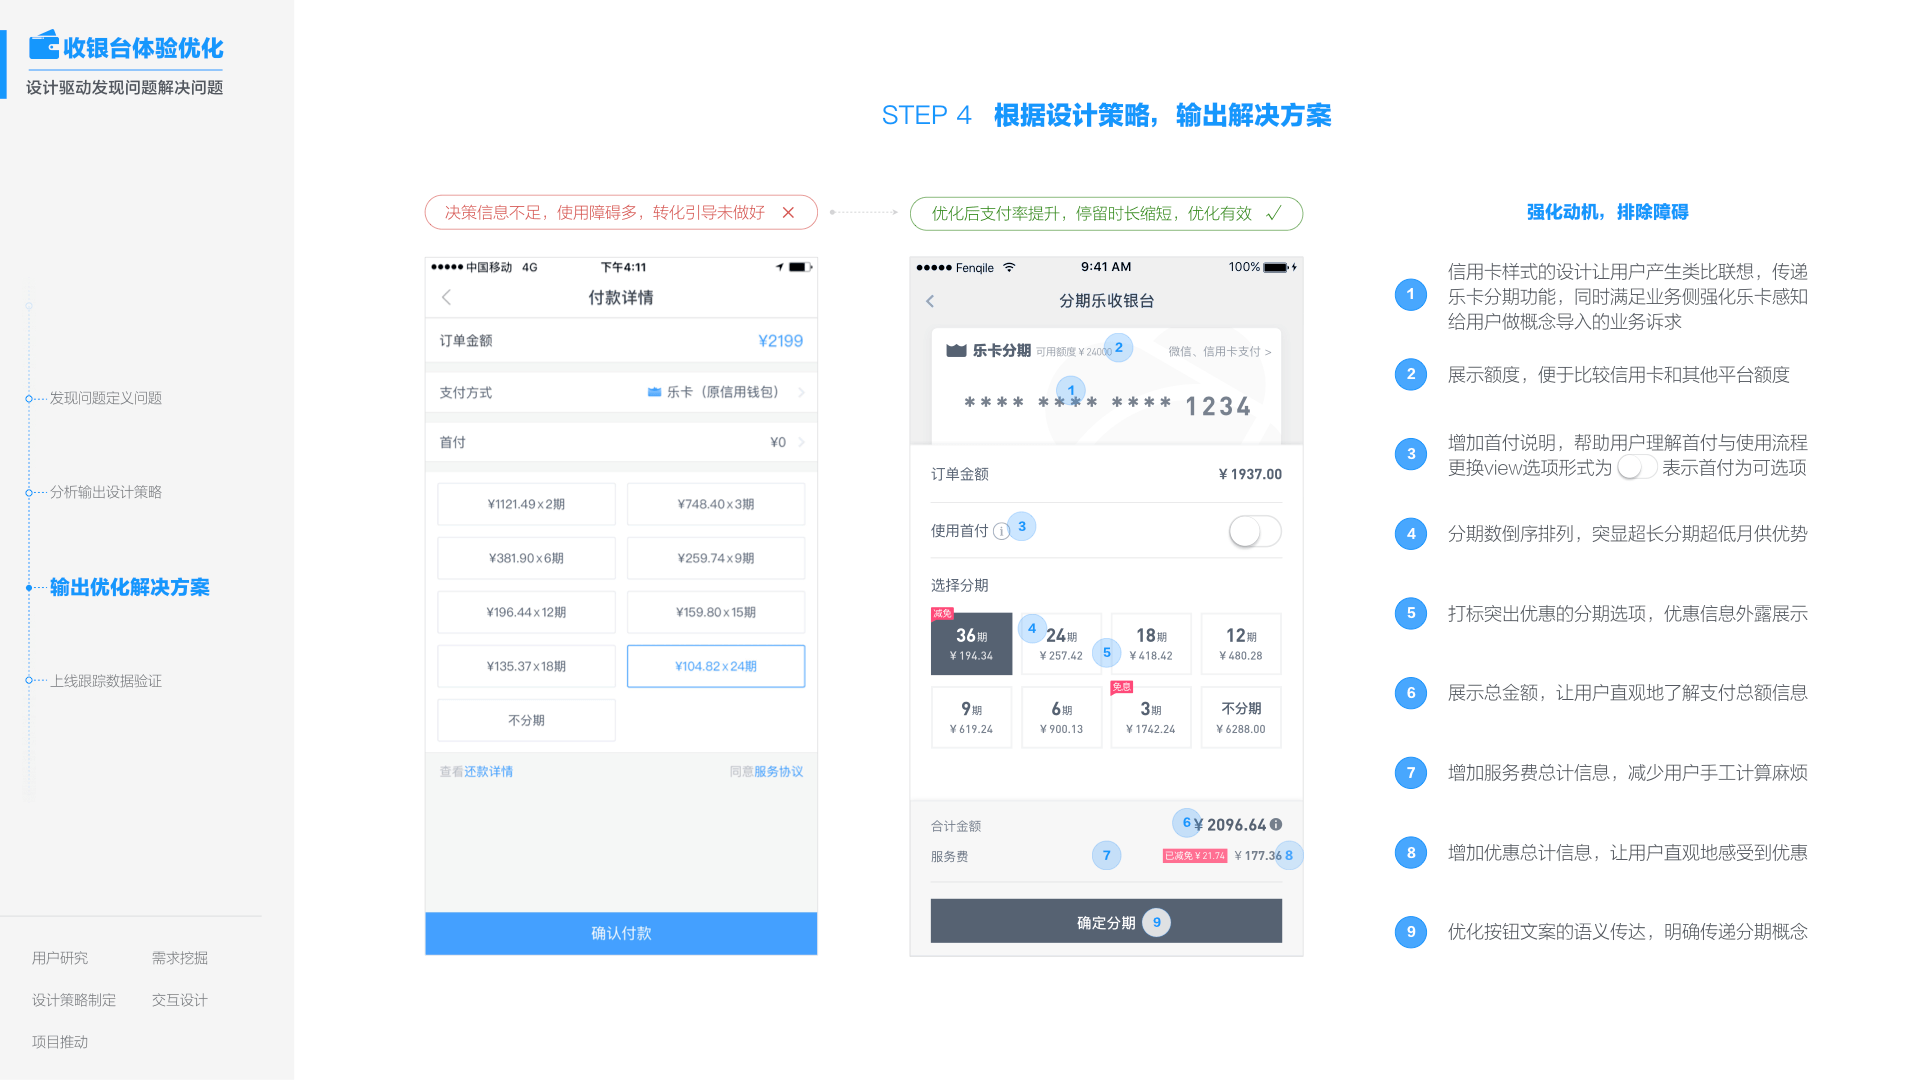 收银台体验优化
设计驱动发现问题解决问题
发现问题定义问题
分析输出设计策略
输出优化解决方案
上线跟踪数据验证
用户研究 需求挖掘
设计策略制定 交互设计
项目推动
STEP 4 根据设计策略，输出解决方案
决策信息不足，使用障碍多，转化引导未做好
中国移动 4G 下午4:11
付款详情
订单金额 ¥2199
支付方式 乐卡（原信用钱包）
首付 ¥0
¥1121.49x2期 ¥748.40x3期
¥381.90x6期 ¥259.74x9期
¥196.44x12期 ¥159.80x15期
¥135.37x18期 ¥104.82x24期
不分期
查看还款详情 同意服务协议
确认付款
优化后支付率提升，停留时长缩短，优化有效
Fenqile 9:41 AM 100%
分期乐收银台
乐卡分期 可用额度¥24000 2 微信、信用卡支付 >
1
**** **** **** 1234
订单金额 ¥1937.00
使用首付 i 3
选择分期
减免
36期 4 24期 18期 12期
¥194.34 ¥257.42 5 ¥418.42 ¥480.28
免息
9期 6期 3期 不分期
¥619.24 ¥900.13 ¥1742.24 ¥6288.00
合计金额 6 ¥2096.64
服务费 7 已减免¥21.74 ¥177.36 8
确定分期 9
强化动机，排除障碍
1 信用卡样式的设计让用户产生类比联想，传递
乐卡分期功能，同时满足业务侧强化乐卡感知
给用户做概念导入的业务诉求
2 展示额度，便于比较信用卡和其他平台额度
3 增加首付说明，帮助用户理解首付与使用流程
更换view选项形式为 表示首付为可选项
4 分期数倒序排列，突显超长分期超低月供优势
5 打标突出优惠的分期选项，优惠信息外露展示
6 展示总金额，让用户直观地了解支付总额信息
7 增加服务费总计信息，减少用户手工计算麻烦
8 增加优惠总计信息，让用户直观地感受到优惠
9 优化按钮文案的语义传达，明确传递分期概念